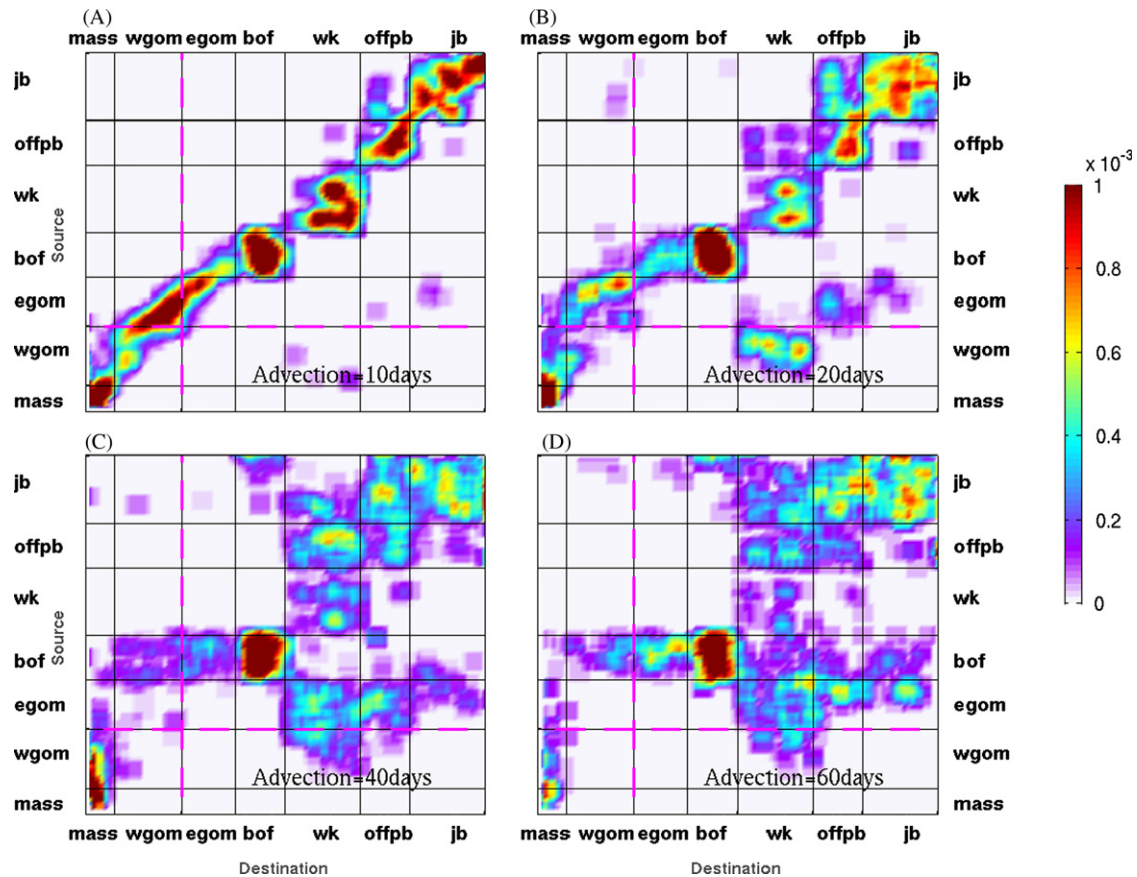 (A)
(B)
mass wgom egom bof wk offpb jb
mass wgom egom bof wk offpb jb
jb
offpb
wk
bof
egom
wgom
mass
Source
Advection=10days
Advection=20days
jb
offpb
wk
bof
egom
wgom
mass
x 10⁻³
1
0.8
0.6
0.4
0.2
0
(C)
(D)
jb
offpb
wk
bof
egom
wgom
mass
Source
Advection=40days
Advection=60days
jb
offpb
wk
bof
egom
wgom
mass
mass wgom egom bof wk offpb jb
mass wgom egom bof wk offpb jb
Destination
Destination